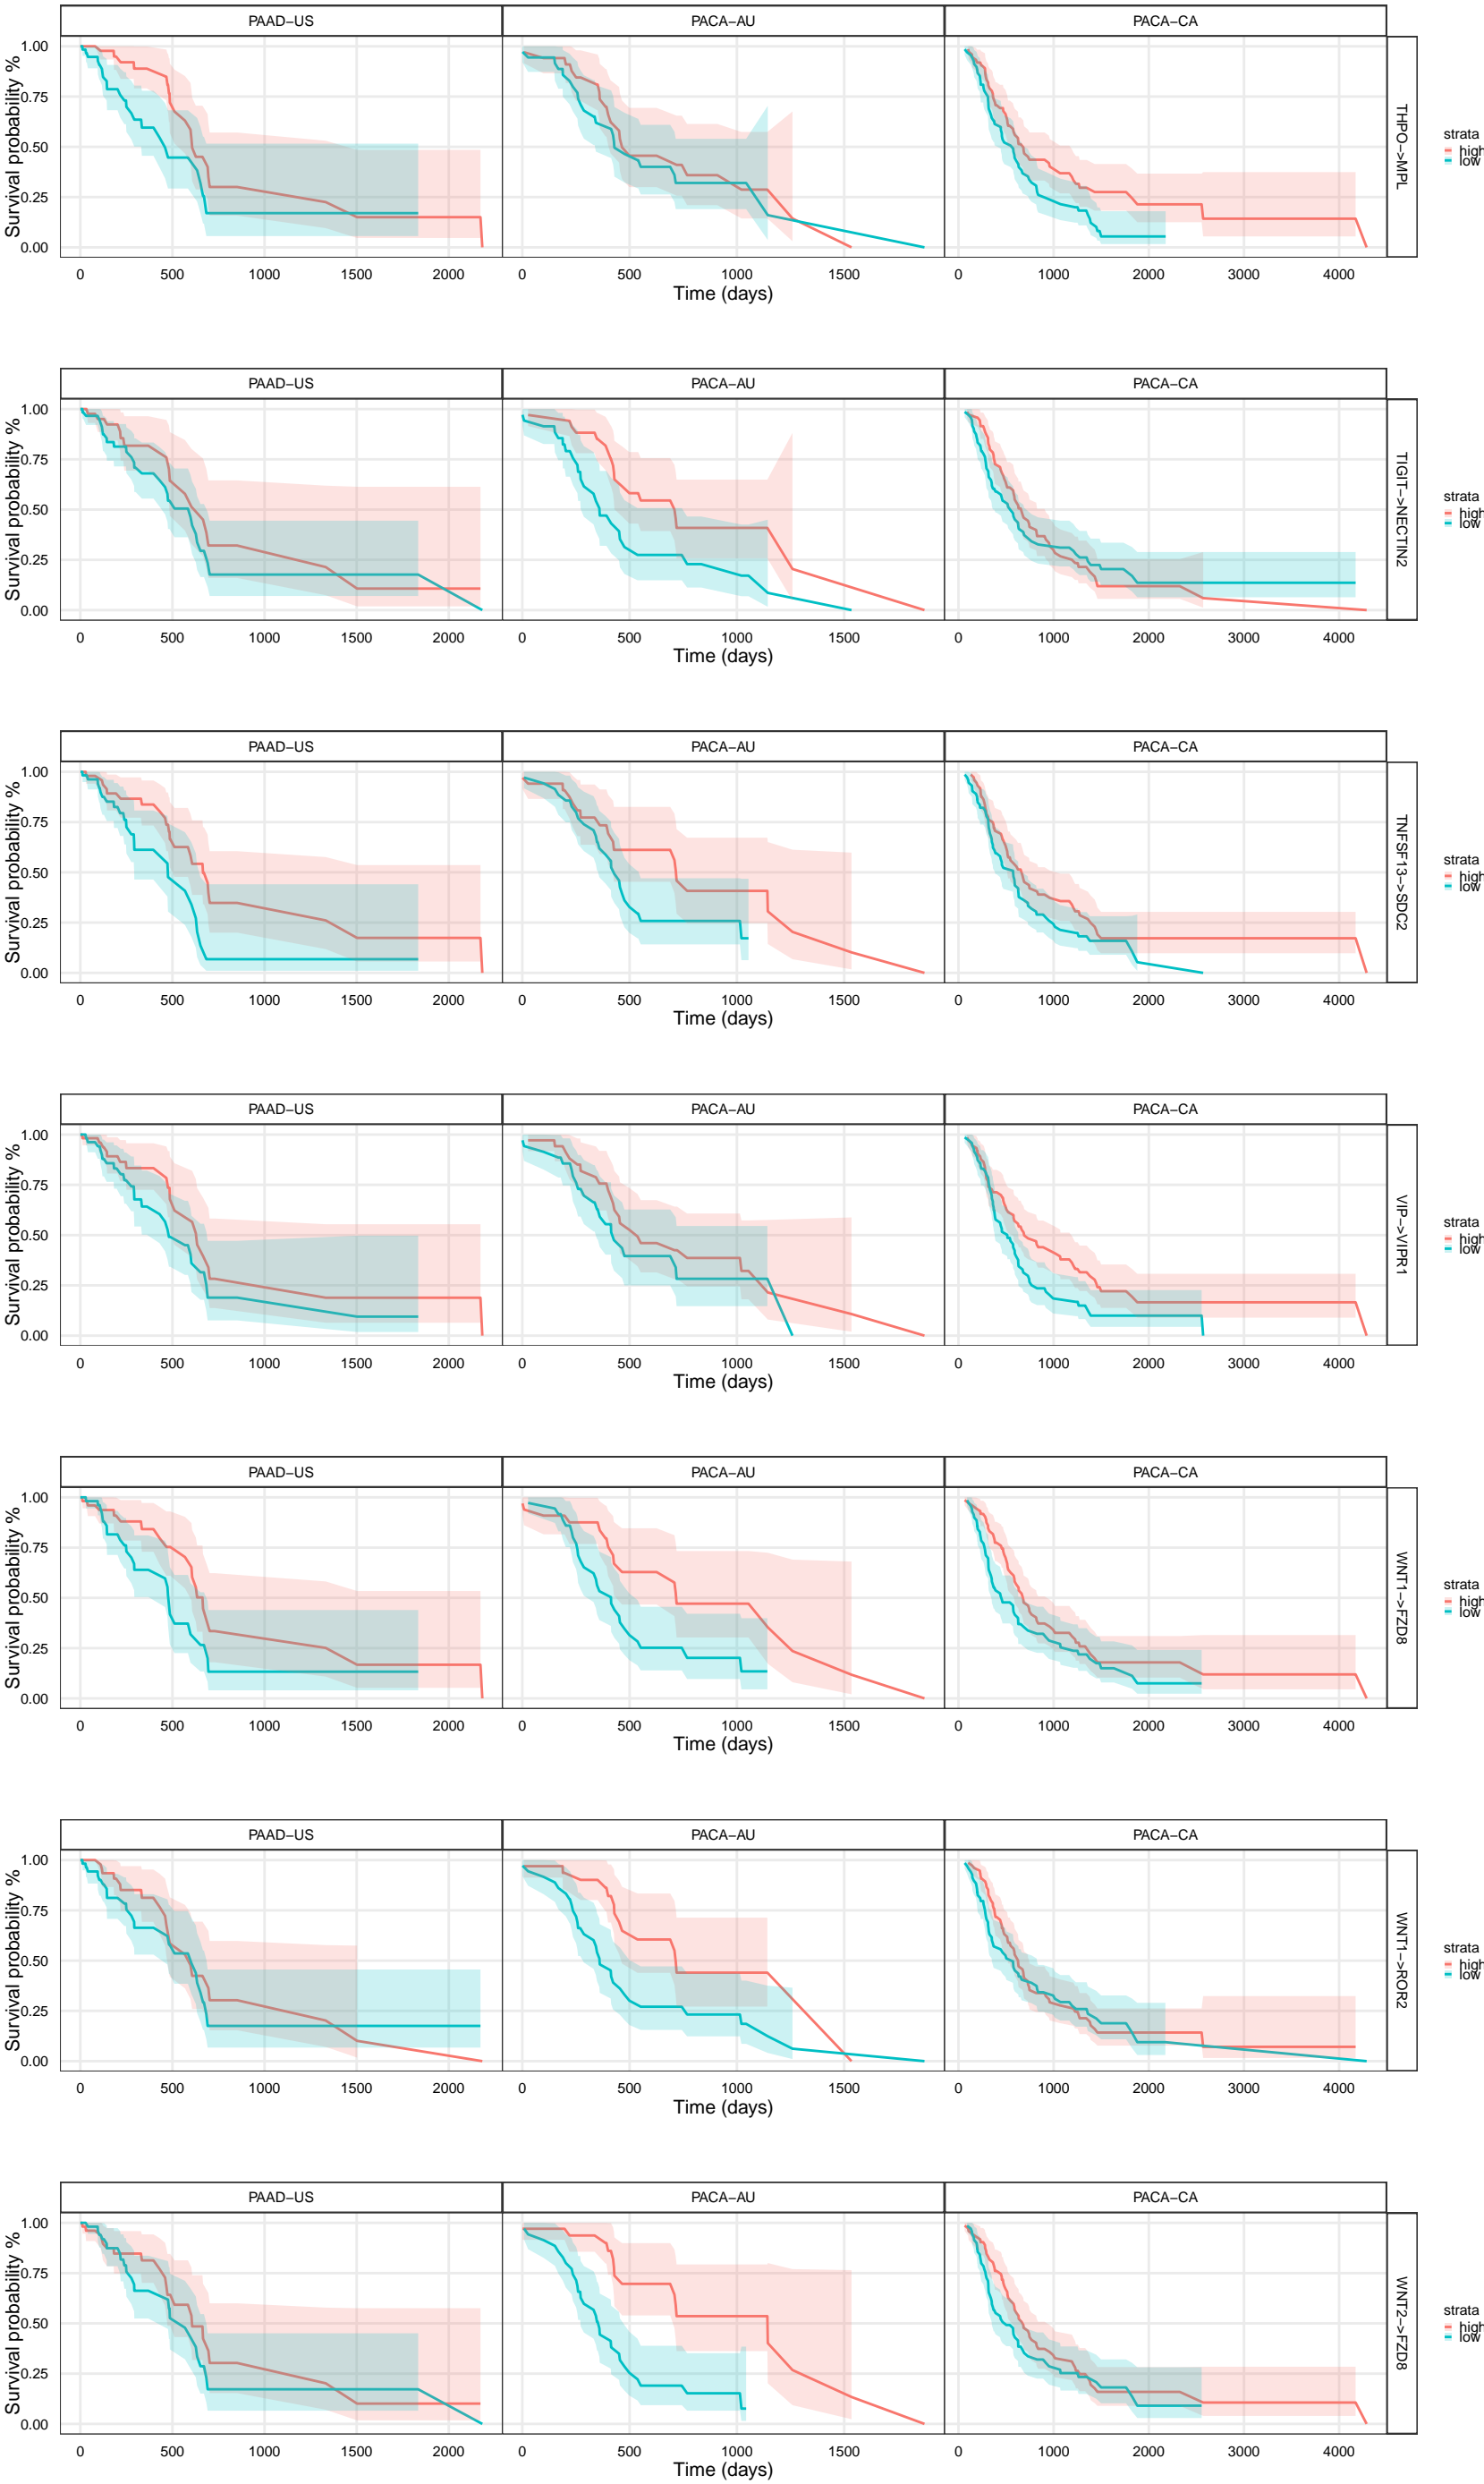 PAAD−US PACA−AU PACA−CA
Survival probability %
1.00
0.75
0.50
0.25
0.00
THPO−>MPL
strata
high
low
0 500 1000 1500 2000 0 500 1000 1500 0 1000 2000 3000 4000
Time (days)
PAAD−US PACA−AU PACA−CA
Survival probability %
1.00
0.75
0.50
0.25
0.00
TIGIT−>NECTIN2
strata
high
low
0 500 1000 1500 2000 0 500 1000 1500 0 1000 2000 3000 4000
Time (days)
PAAD−US PACA−AU PACA−CA
Survival probability %
1.00
0.75
0.50
0.25
0.00
TNFSF13−>SDC2
strata
high
low
0 500 1000 1500 2000 0 500 1000 1500 0 1000 2000 3000 4000
Time (days)
PAAD−US PACA−AU PACA−CA
Survival probability %
1.00
0.75
0.50
0.25
0.00
VIP−>VIPR1
strata
high
low
0 500 1000 1500 2000 0 500 1000 1500 0 1000 2000 3000 4000
Time (days)
PAAD−US PACA−AU PACA−CA
Survival probability %
1.00
0.75
0.50
0.25
0.00
WNT1−>FZD8
strata
high
low
0 500 1000 1500 2000 0 500 1000 1500 0 1000 2000 3000 4000
Time (days)
PAAD−US PACA−AU PACA−CA
Survival probability %
1.00
0.75
0.50
0.25
0.00
WNT1−>ROR2
strata
high
low
0 500 1000 1500 2000 0 500 1000 1500 0 1000 2000 3000 4000
Time (days)
PAAD−US PACA−AU PACA−CA
Survival probability %
1.00
0.75
0.50
0.25
0.00
WNT2−>FZD8
strata
high
low
0 500 1000 1500 2000 0 500 1000 1500 0 1000 2000 3000 4000
Time (days)